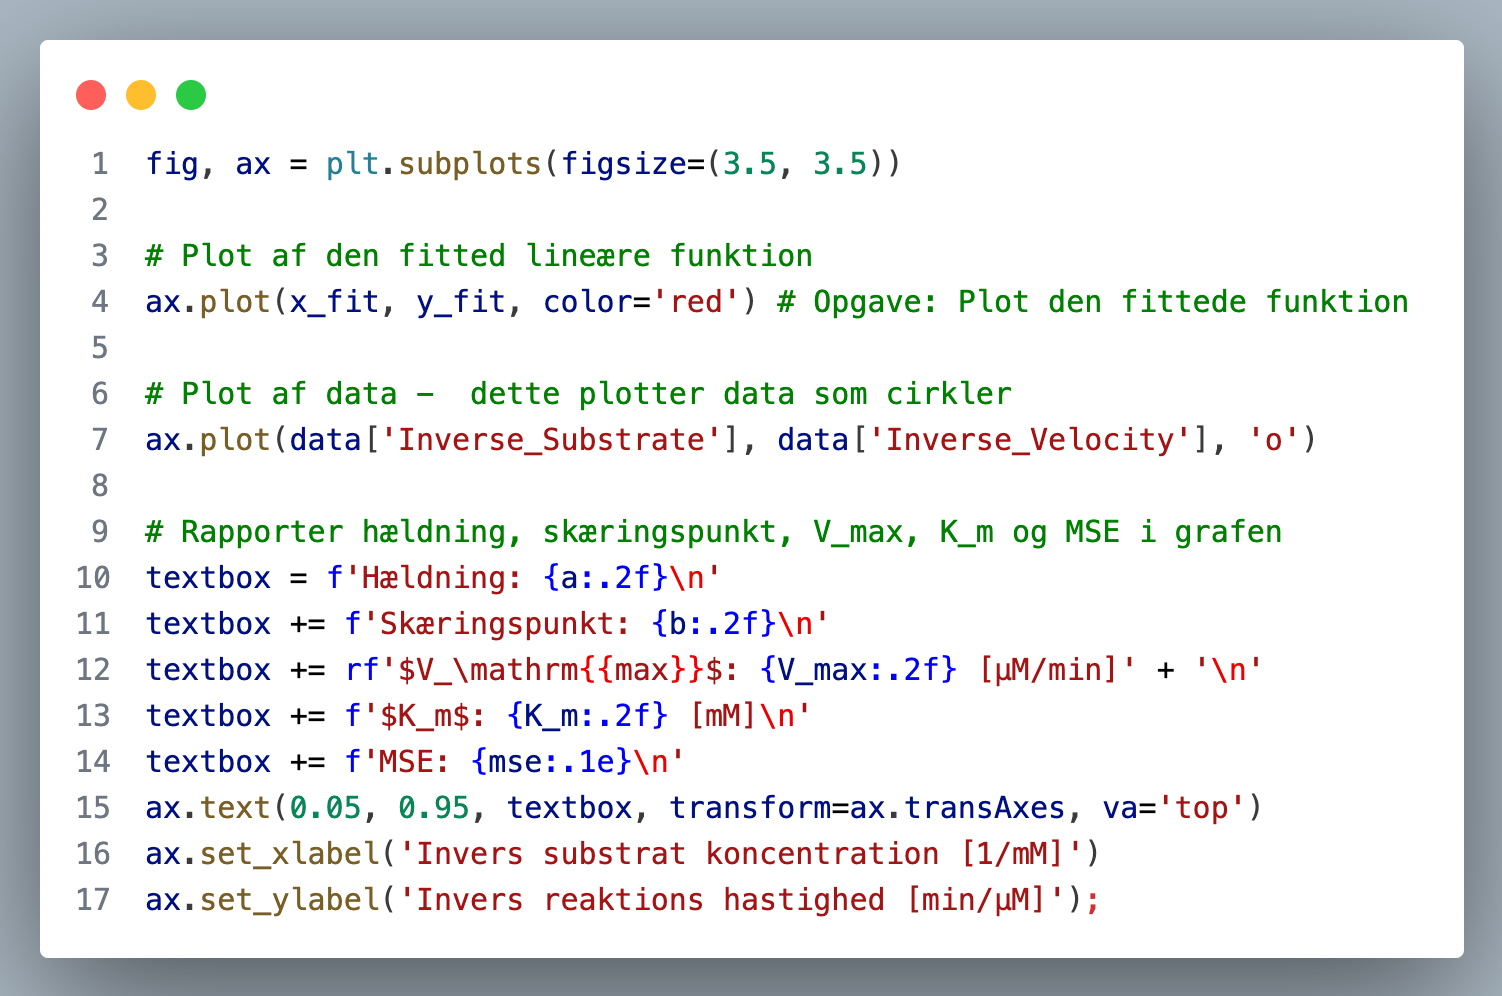 1 fig, ax = plt.subplots(figsize=(3.5, 3.5))
2
3 # Plot af den fitted lineære funktion
4 ax.plot(x_fit, y_fit, color='red') # Opgave: Plot den fittede funktion
5
6 # Plot af data -  dette plotter data som cirkler
7 ax.plot(data['Inverse_Substrate'], data['Inverse_Velocity'], 'o')
8
9 # Rapporter hældning, skæringspunkt, V_max, K_m og MSE i grafen
10 textbox = f'Hældning: {a:.2f}\n'
11 textbox += f'Skæringspunkt: {b:.2f}\n'
12 textbox += rf'$V_\mathrm{{max}}$: {V_max:.2f} [μM/min]' + '\n'
13 textbox += f'$K_m$: {K_m:.2f} [mM]\n'
14 textbox += f'MSE: {mse:.1e}\n'
15 ax.text(0.05, 0.95, textbox, transform=ax.transAxes, va='top')
16 ax.set_xlabel('Invers substrat koncentration [1/mM]')
17 ax.set_ylabel('Invers reaktions hastighed [min/μM]');